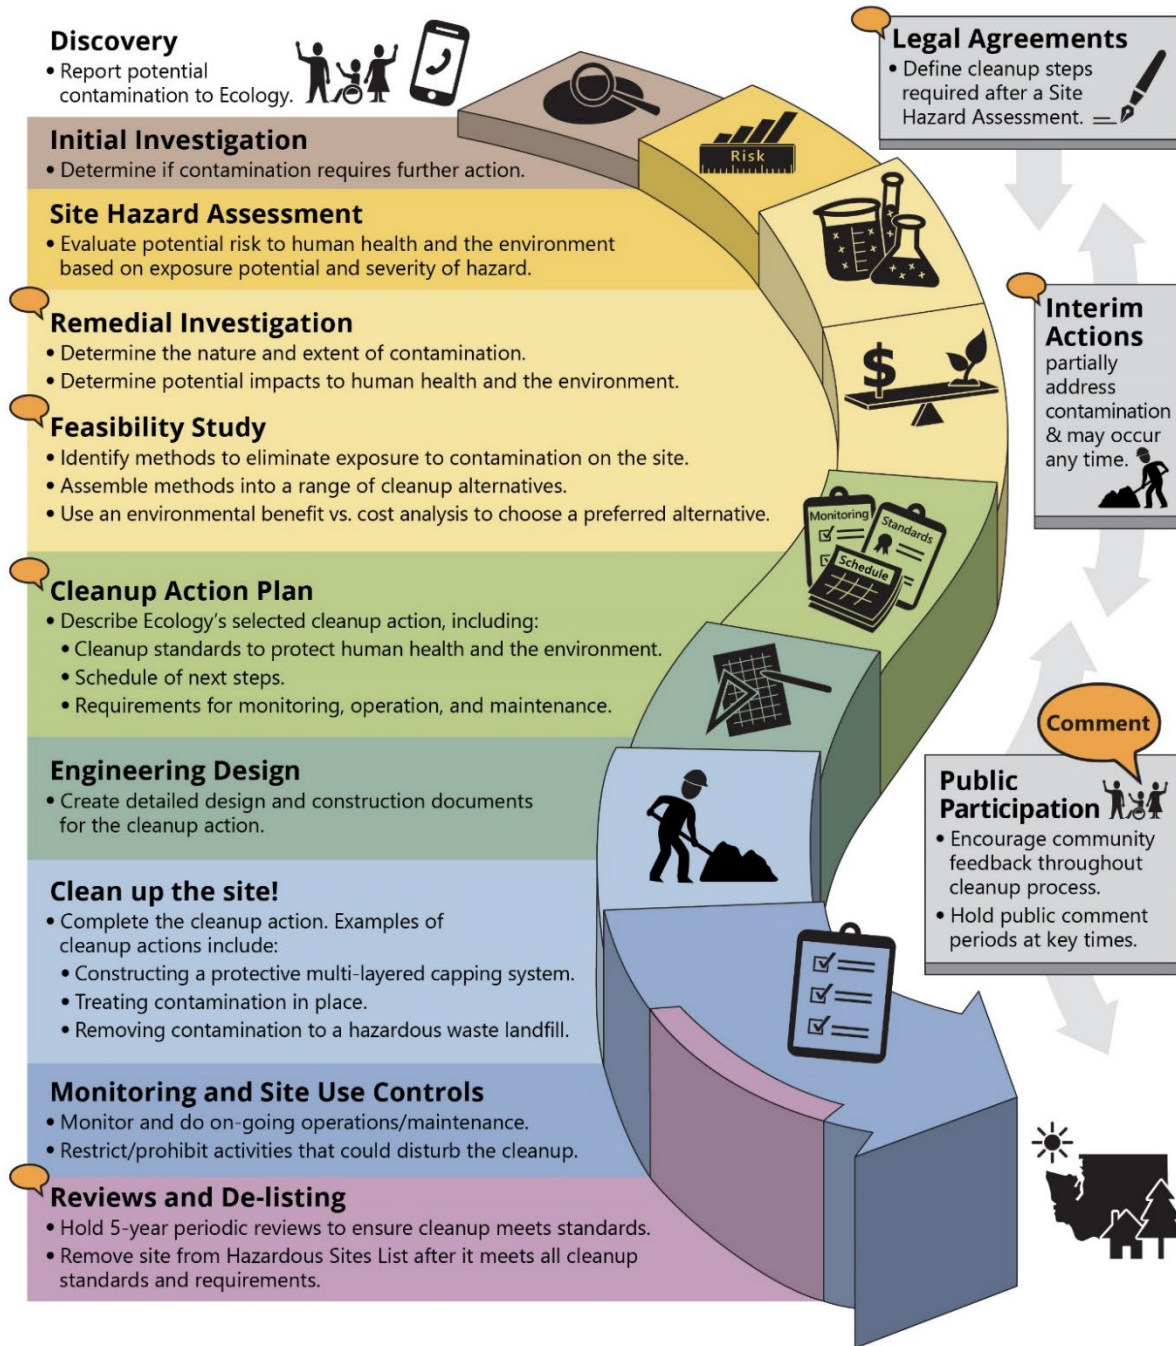 Discovery
• Report potential
contamination to Ecology.
Initial Investigation
• Determine if contamination requires further action.
Site Hazard Assessment
• Evaluate potential risk to human health and the environment
based on exposure potential and severity of hazard.
Remedial Investigation
• Determine the nature and extent of contamination.
• Determine potential impacts to human health and the environment.
Feasibility Study
• Identify methods to eliminate exposure to contamination on the site.
• Assemble methods into a range of cleanup alternatives.
• Use an environmental benefit vs. cost analysis to choose a preferred alternative.
Cleanup Action Plan
• Describe Ecology's selected cleanup action, including:
• Cleanup standards to protect human health and the environment.
• Schedule of next steps.
• Requirements for monitoring, operation, and maintenance.
Engineering Design
• Create detailed design and construction documents
for the cleanup action.
Clean up the site!
• Complete the cleanup action. Examples of
cleanup actions include:
• Constructing a protective multi-layered capping system.
• Treating contamination in place.
• Removing contamination to a hazardous waste landfill.
Monitoring and Site Use Controls
• Monitor and do on-going operations/maintenance.
• Restrict/prohibit activities that could disturb the cleanup.
Reviews and De-listing
• Hold 5-year periodic reviews to ensure cleanup meets standards.
• Remove site from Hazardous Sites List after it meets all cleanup
standards and requirements.
Risk
$
Monitoring
Standards
Schedule
Legal Agreements
• Define cleanup steps
required after a Site
Hazard Assessment.
Interim
Actions
partially
address
contamination
& may occur
any time.
Comment
Public
Participation
• Encourage community
feedback throughout
cleanup process.
• Hold public comment
periods at key times.